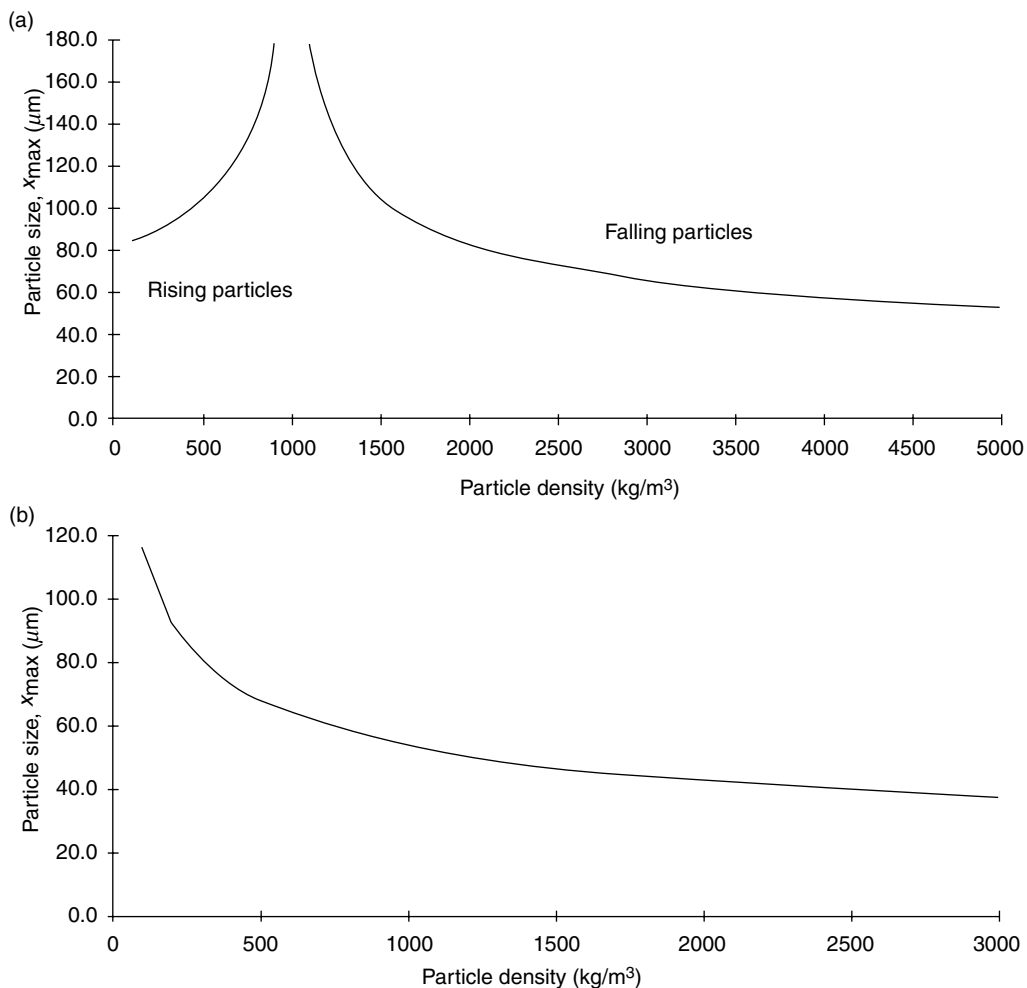 (a)
180.0
160.0
140.0
120.0
100.0
80.0
60.0
40.0
20.0
0.0
Particle size, xmax (μm)
Rising particles
Falling particles
0 500 1000 1500 2000 2500 3000 3500 4000 4500 5000
Particle density (kg/m³)
(b)
120.0
100.0
80.0
60.0
40.0
20.0
0.0
Particle size, xmax (μm)
0 500 1000 1500 2000 2500 3000
Particle density (kg/m³)